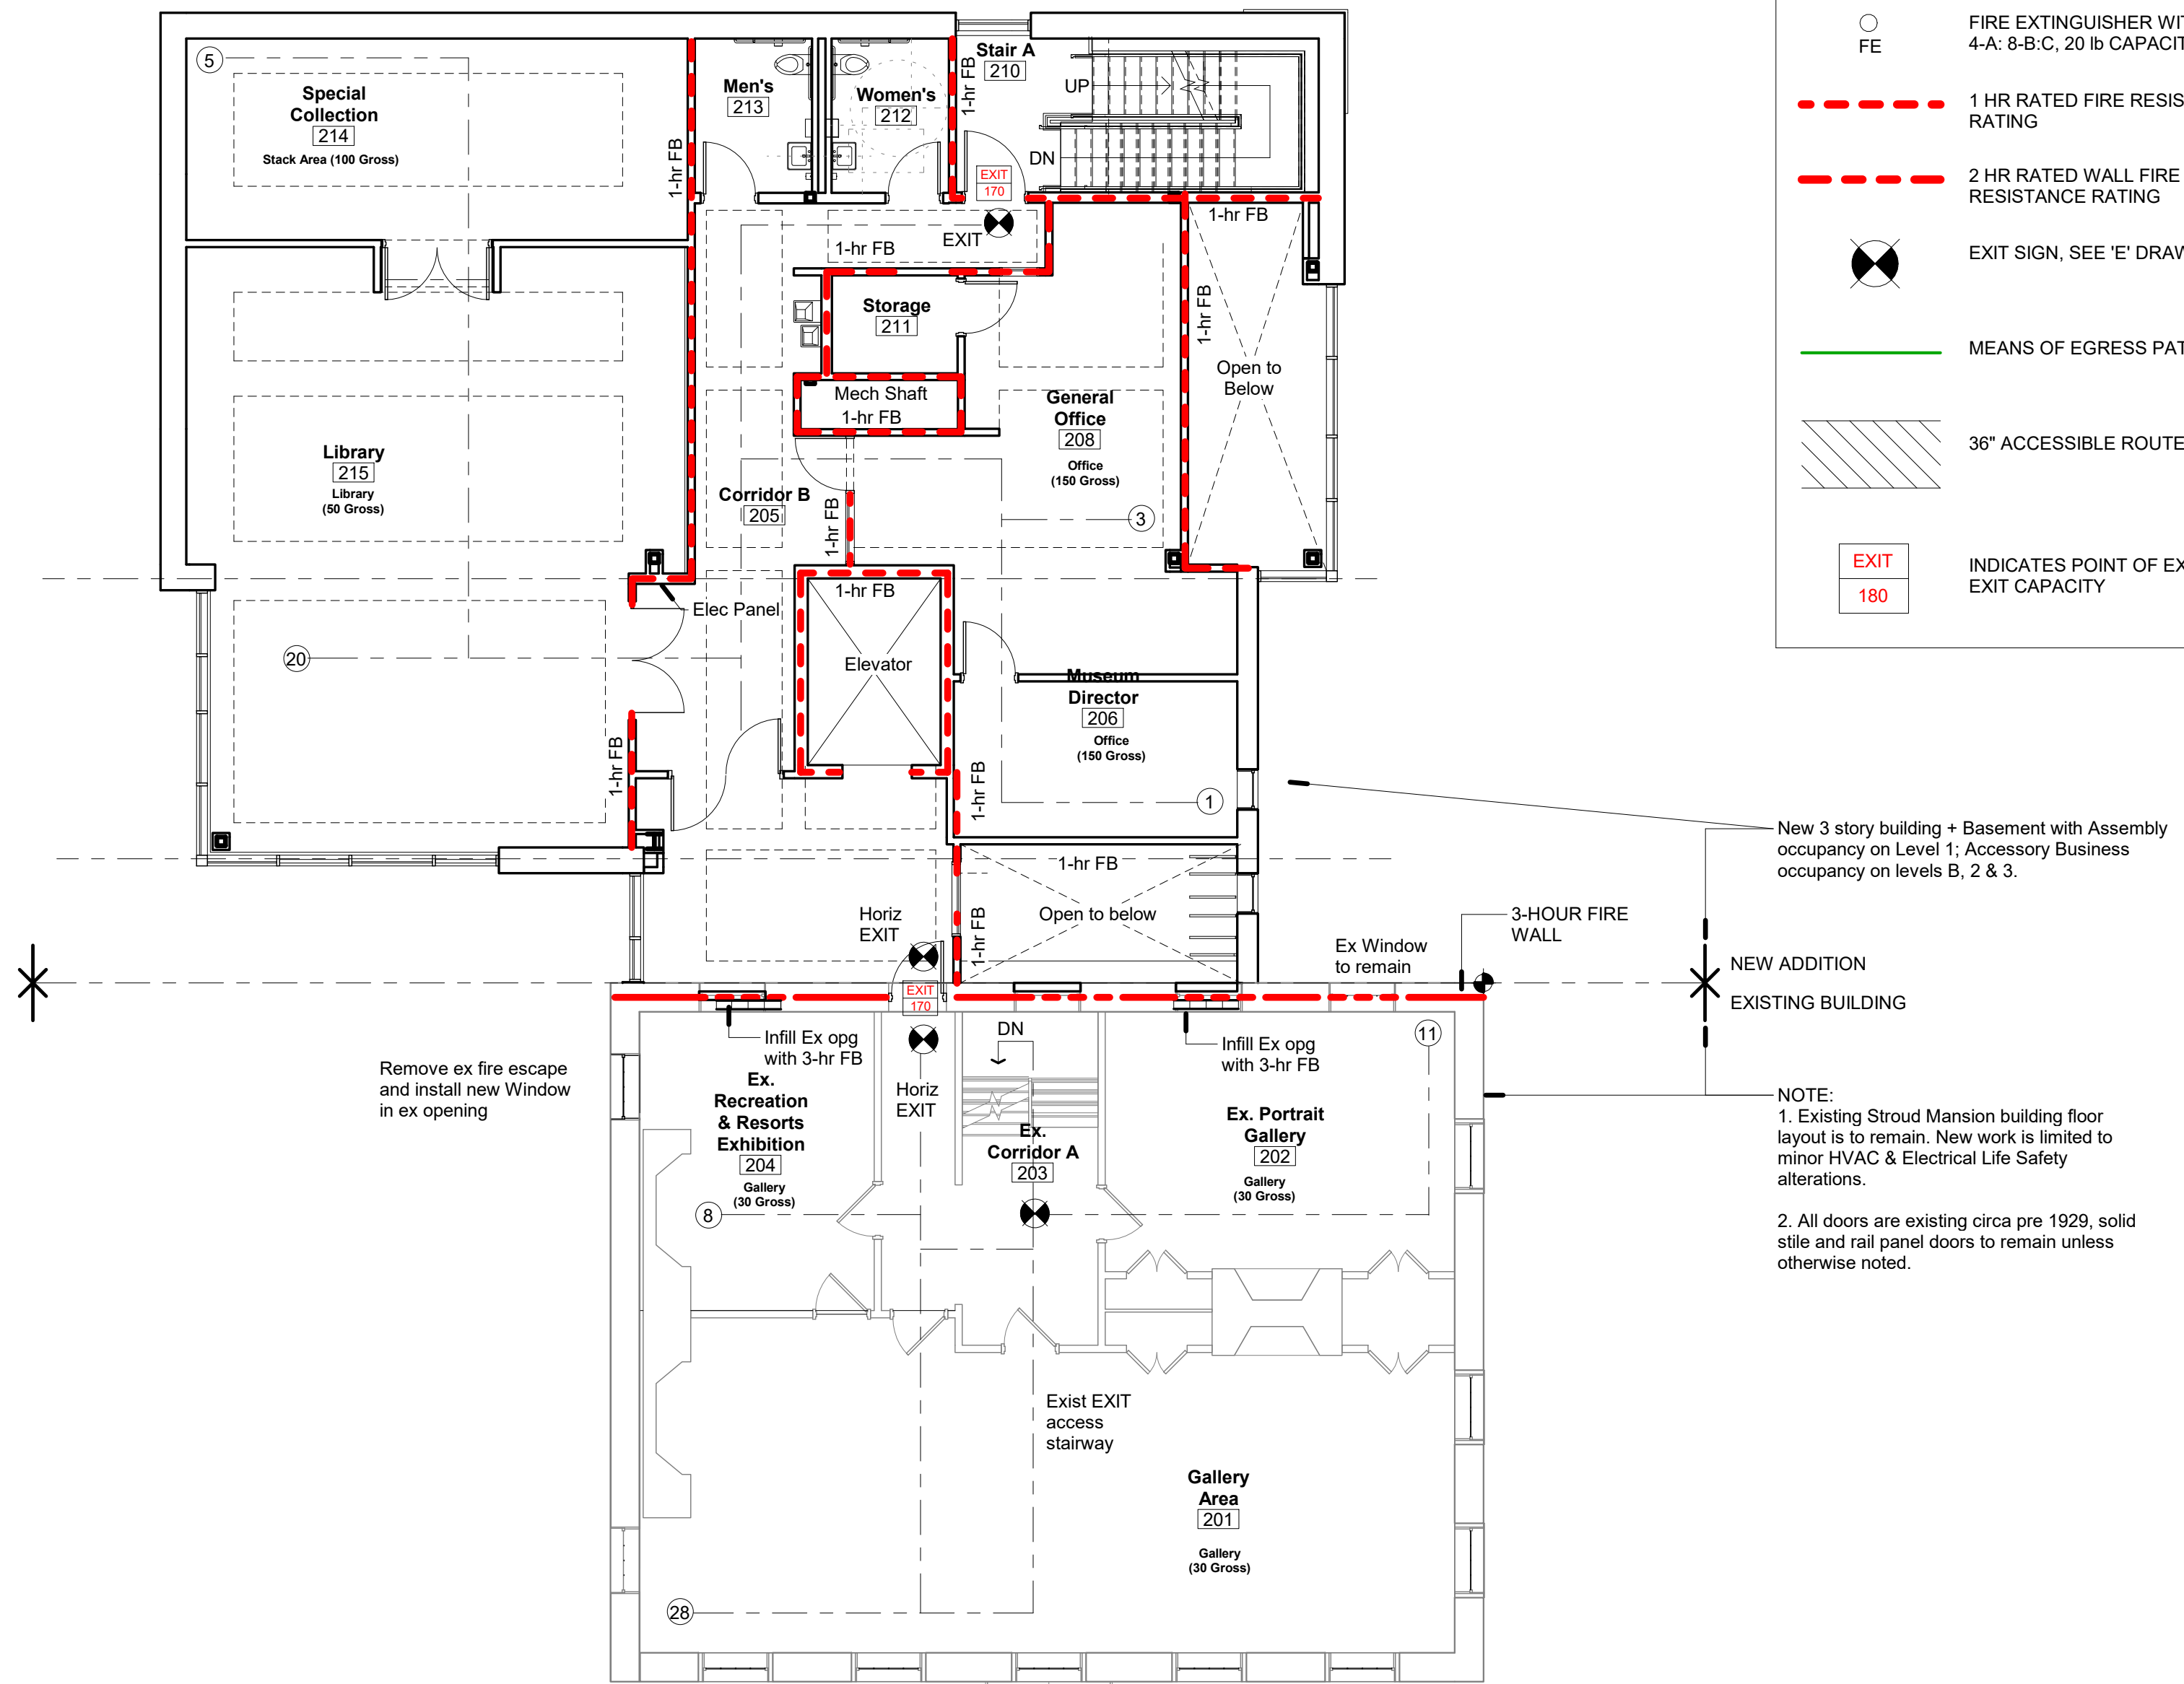 5
Special
Collection
214
Stack Area (100 Gross)
1-hr FB
Men's
213
Women's
212
1-hr FB
Stair A
210
UP
DN
EXIT
170
EXIT
1-hr FB
1-hr FB
1-hr FB
Storage
211
Open to
Below
Mech Shaft
1-hr FB
General
Office
208
Office
(150 Gross)
Library
215
Library
(50 Gross)
Corridor B
205
1-hr FB
3
1-hr FB
Elec Panel
20
Elevator
Museum
Director
206
Office
(150 Gross)
1-hr FB
1-hr FB
1
1-hr FB
Open to below
1-hr FB
Horiz
EXIT
Ex Window
to remain
3-HOUR FIRE
WALL
New 3 story building + Basement with Assembly
occupancy on Level 1; Accessory Business
occupancy on levels B, 2 & 3.
NEW ADDITION
EXISTING BUILDING
EXIT
170
Infill Ex opg
with 3-hr FB
DN
Infill Ex opg
with 3-hr FB
11
Remove ex fire escape
and install new Window
in ex opening
Ex.
Recreation
& Resorts
Exhibition
204
Gallery
(30 Gross)
Horiz
EXIT
Ex.
Corridor A
203
Ex. Portrait
Gallery
202
Gallery
(30 Gross)
8
NOTE:
1. Existing Stroud Mansion building floor
layout is to remain. New work is limited to
minor HVAC & Electrical Life Safety
alterations.
2. All doors are existing circa pre 1929, solid
stile and rail panel doors to remain unless
otherwise noted.
Exist EXIT
access
stairway
Gallery
Area
201
Gallery
(30 Gross)
28
FE
FIRE EXTINGUISHER WIT
4-A: 8-B:C, 20 lb CAPACIT
1 HR RATED FIRE RESIS
RATING
2 HR RATED WALL FIRE
RESISTANCE RATING
EXIT SIGN, SEE 'E' DRAW
MEANS OF EGRESS PAT
36" ACCESSIBLE ROUTE
EXIT
180
INDICATES POINT OF EX
EXIT CAPACITY